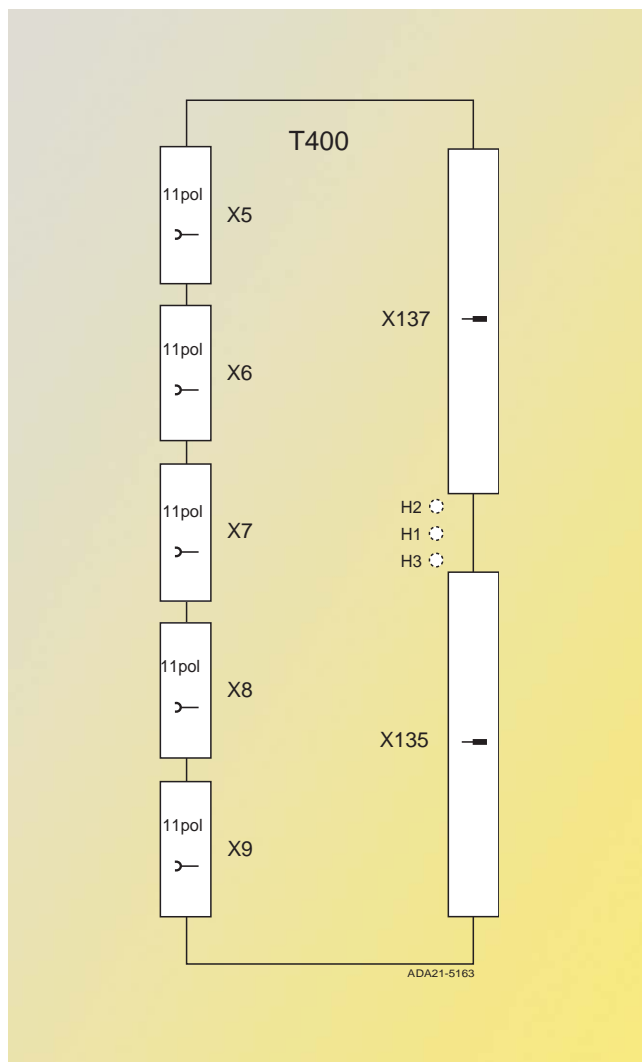 T400
11pol
X5
X137
11pol
X6
H2
H1
H3
11pol
X7
11pol
X8
X135
11pol
X9
ADA21-5163